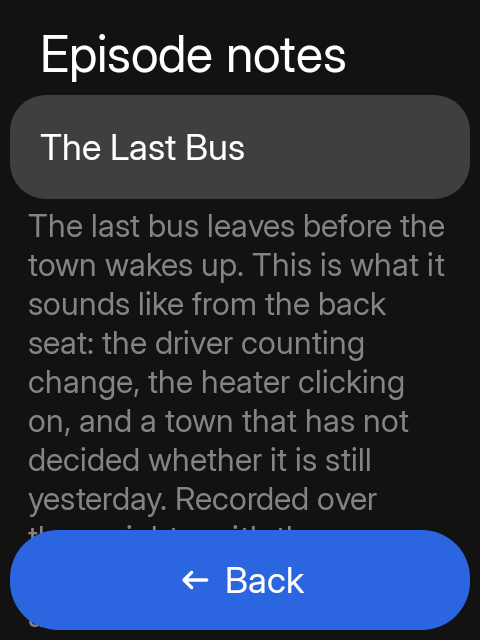 Episode notes
The Last Bus
The last bus leaves before the
town wakes up. This is what it
sounds like from the back
seat: the driver counting
change, the heater clicking
on, and a town that has not
decided whether it is still
yesterday. Recorded over
← Back